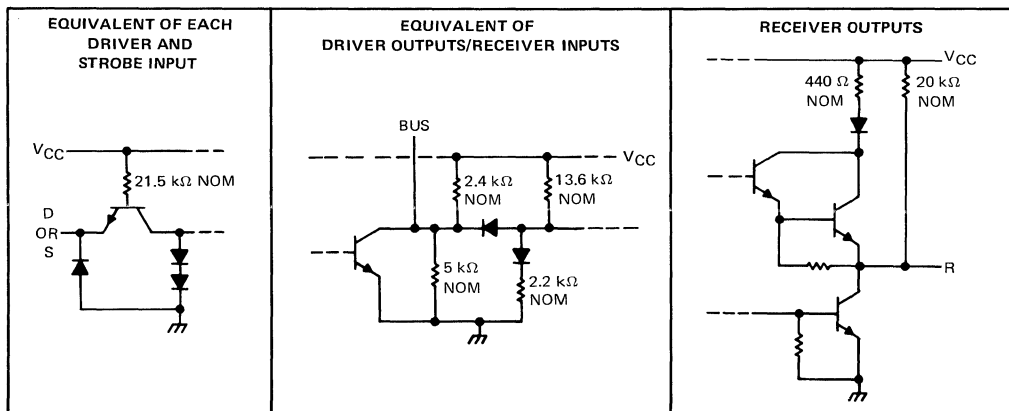 EQUIVALENT OF EACH
DRIVER AND
STROBE INPUT
VCC
21.5 kΩ NOM
D
OR
S
EQUIVALENT OF
DRIVER OUTPUTS/RECEIVER INPUTS
BUS
VCC
2.4 kΩ
NOM
13.6 kΩ
NOM
5 kΩ
NOM
2.2 kΩ
NOM
RECEIVER OUTPUTS
VCC
440 Ω
NOM
20 kΩ
NOM
R